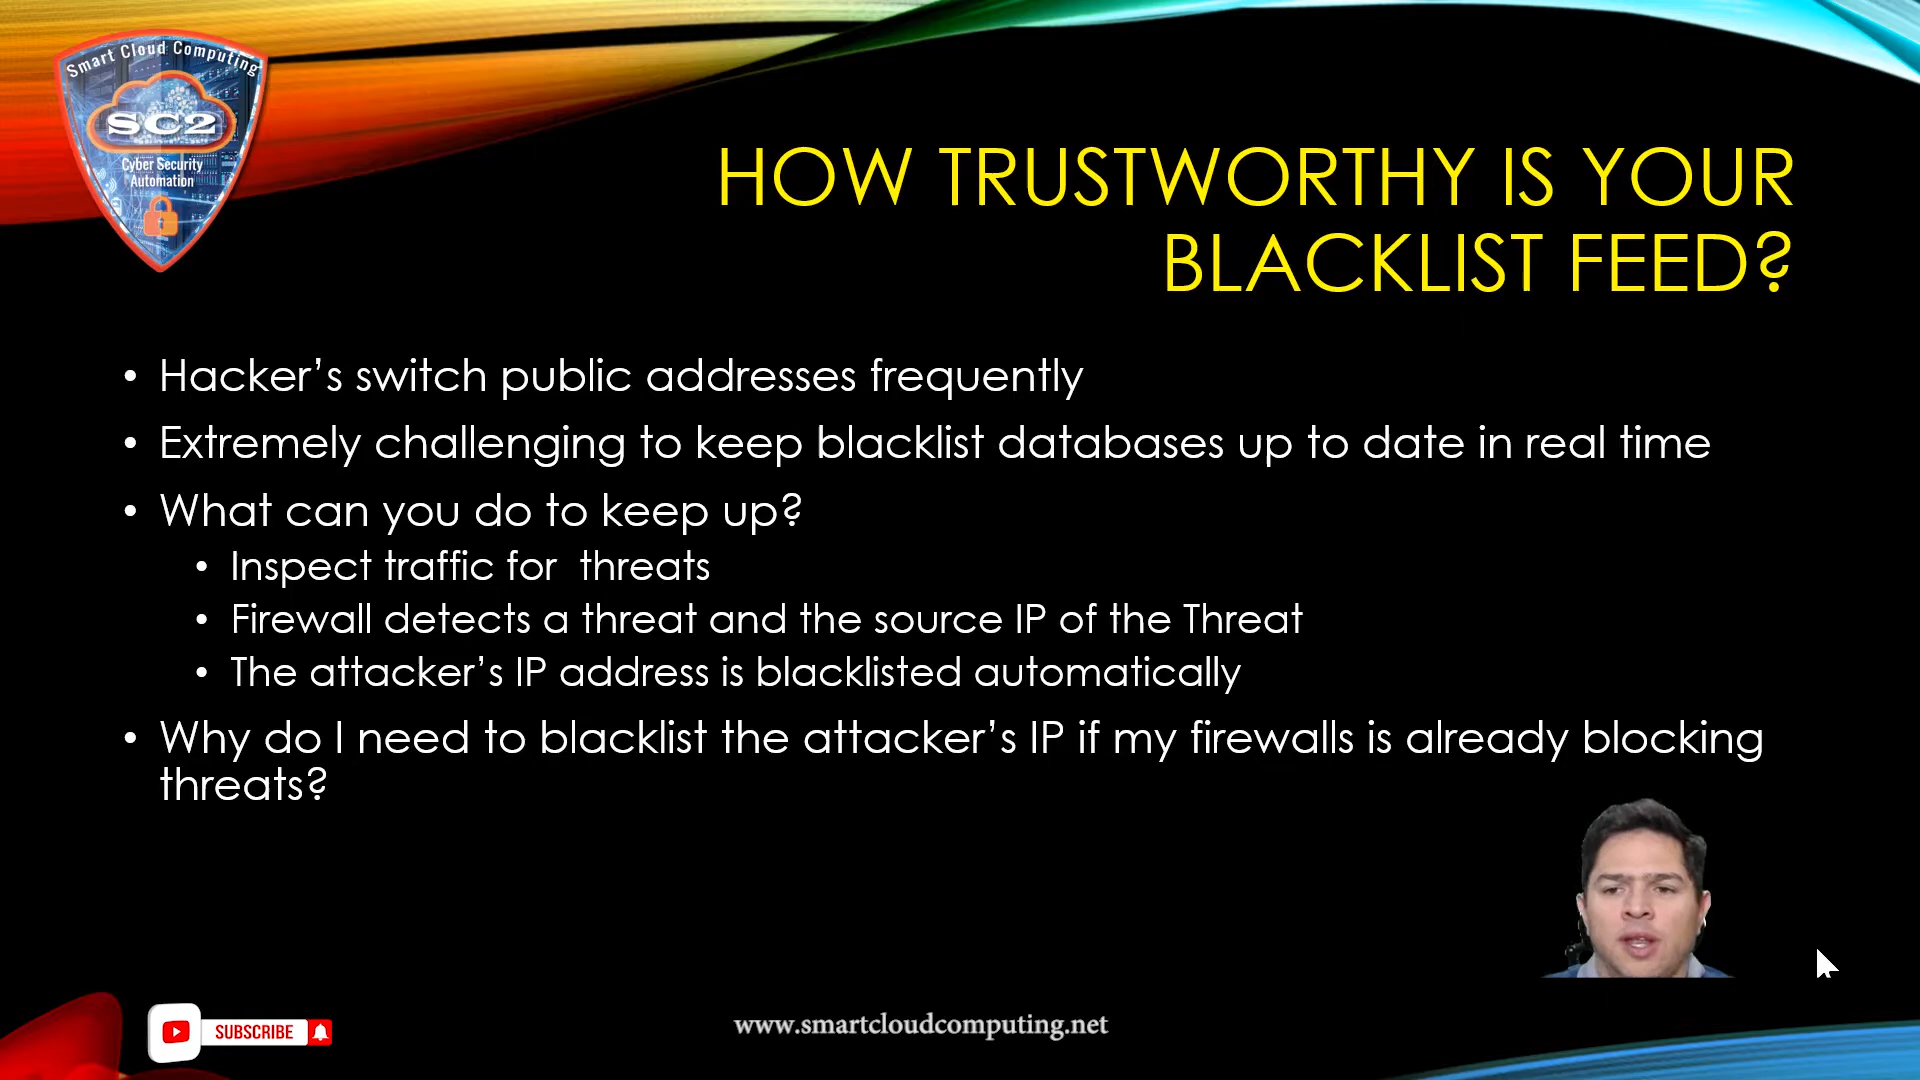 Smart Cloud Computing
SC2
Cyber Security
Automation
HOW TRUSTWORTHY IS YOUR
BLACKLIST FEED?
• Hacker’s switch public addresses frequently
• Extremely challenging to keep blacklist databases up to date in real time
• What can you do to keep up?
• Inspect traffic for  threats
• Firewall detects a threat and the source IP of the Threat
• The attacker’s IP address is blacklisted automatically
• Why do I need to blacklist the attacker’s IP if my firewalls is already blocking
threats?
SUBSCRIBE
www.smartcloudcomputing.net